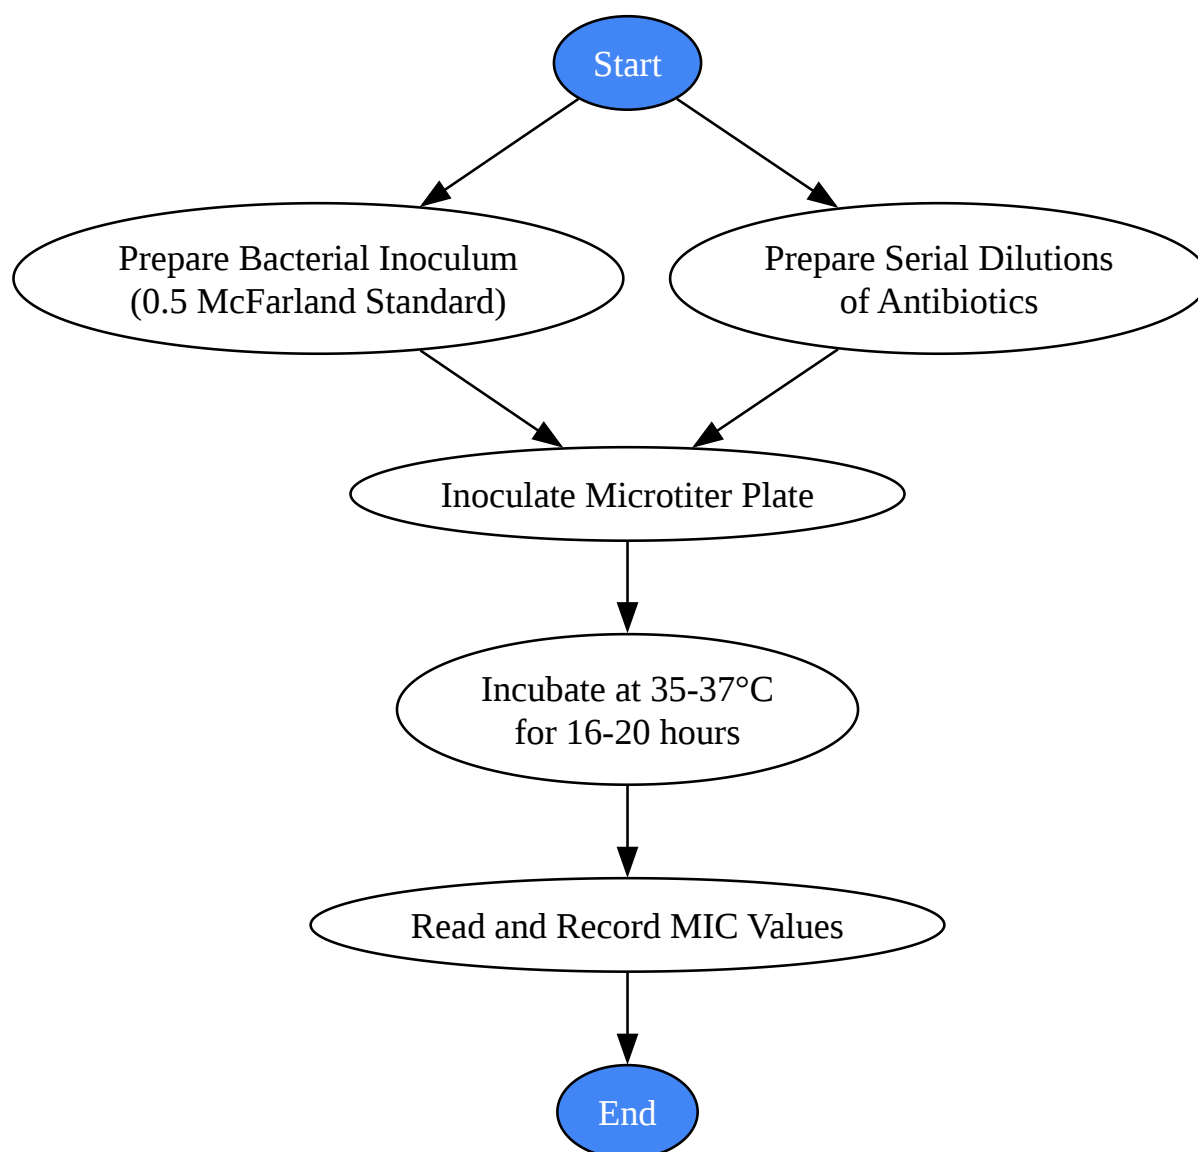 Start
Prepare Bacterial Inoculum
(0.5 McFarland Standard)
Prepare Serial Dilutions
of Antibiotics
Inoculate Microtiter Plate
Incubate at 35-37°C
for 16-20 hours
Read and Record MIC Values
End